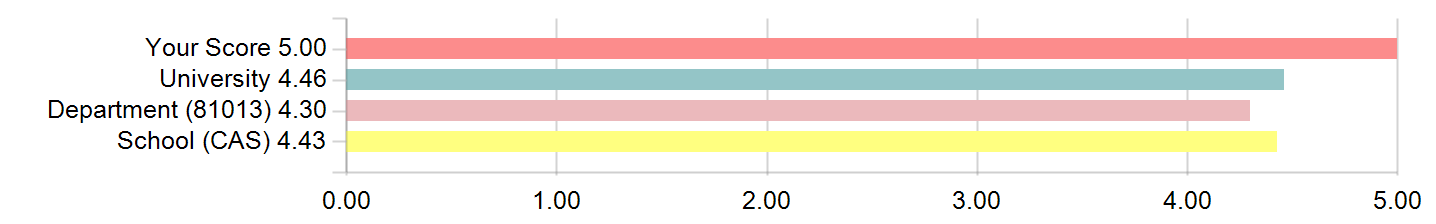 Your Score 5.00
University 4.46
Department (81013) 4.30
School (CAS) 4.43
0.00 1.00 2.00 3.00 4.00 5.00